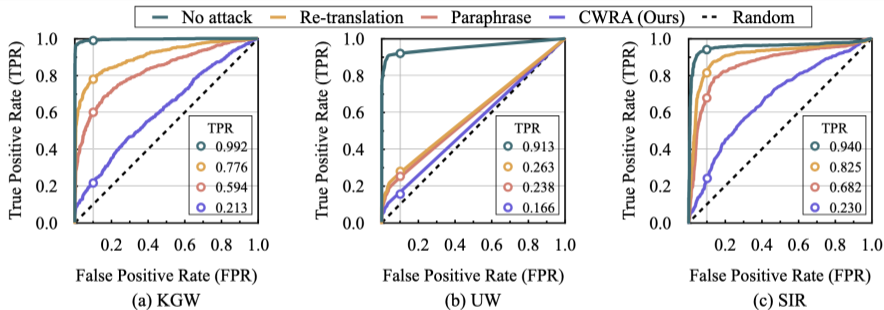 No attack Re-translation Paraphrase CWRA (Ours) Random
True Positive Rate (TPR)
1.0
0.8
0.6
0.4
0.2
0.0
TPR
0.992
0.776
0.594
0.213
0.2 0.4 0.6 0.8 1.0
False Positive Rate (FPR)
(a) KGW
True Positive Rate (TPR)
1.0
0.8
0.6
0.4
0.2
0.0
TPR
0.913
0.263
0.238
0.166
0.2 0.4 0.6 0.8 1.0
False Positive Rate (FPR)
(b) UW
True Positive Rate (TPR)
1.0
0.8
0.6
0.4
0.2
0.0
TPR
0.940
0.825
0.682
0.230
0.2 0.4 0.6 0.8 1.0
False Positive Rate (FPR)
(c) SIR